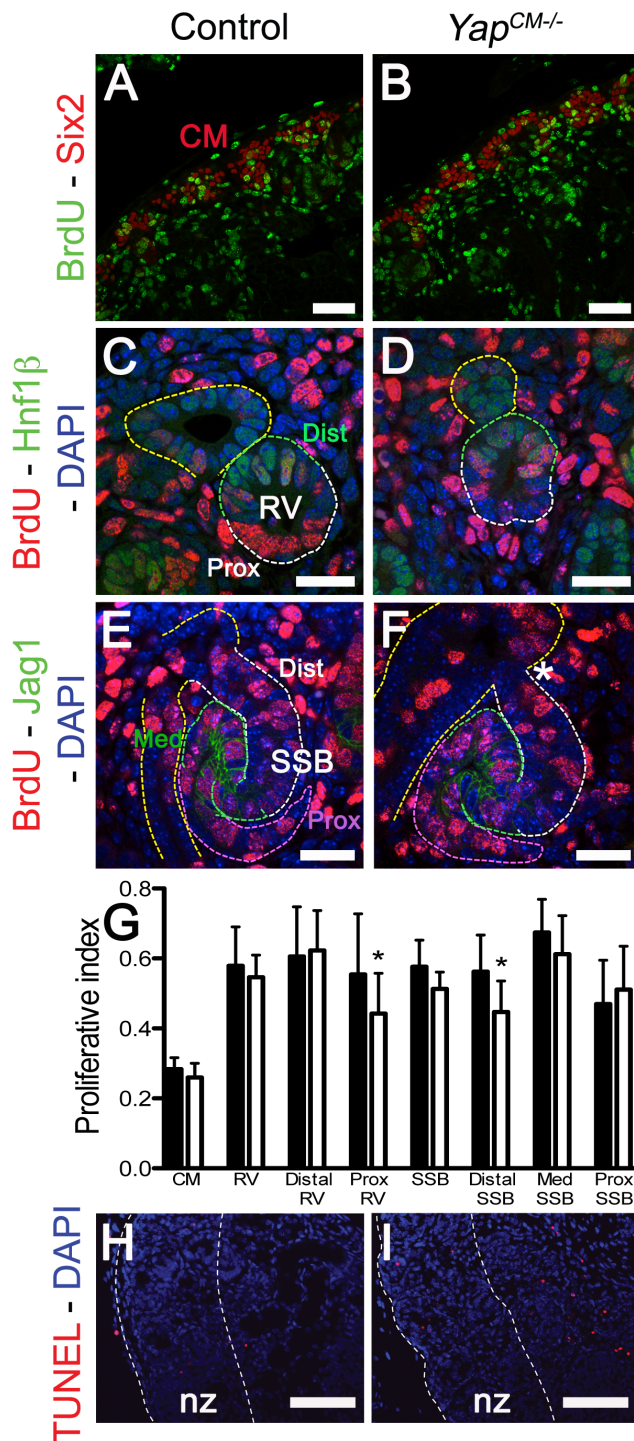 Control
Yap^CM-/-
BrdU - Six2
A
CM
B
BrdU - Hnf1β
- DAPI
C
Dist
RV
Prox
D
BrdU - Jag1
- DAPI
E
Dist
Med
SSB
Prox
F
*
G
Proliferative index
0.8
0.6
0.4
0.2
0.0
*
*
CM
RV
Distal
RV
Prox
RV
SSB
Distal
SSB
Med
SSB
Prox
SSB
TUNEL - DAPI
H
nz
I
nz